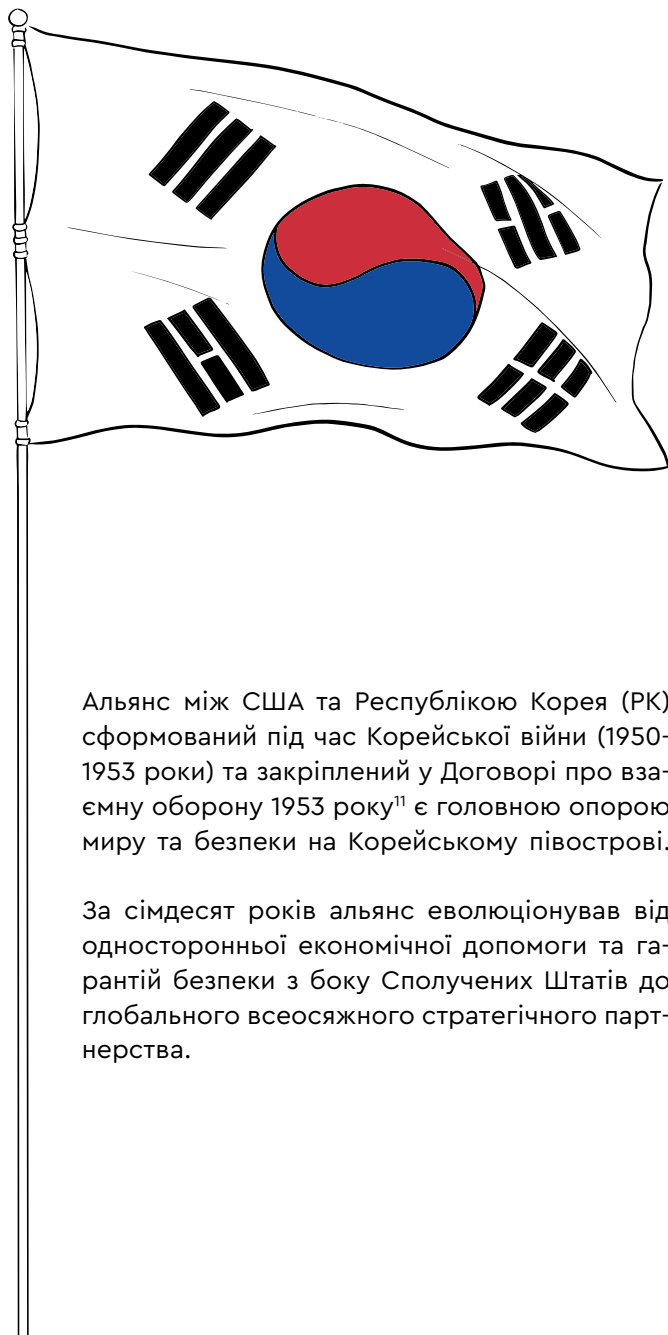 Альянс між США та Республікою Корея (РК)
сформований під час Корейської війни (1950-
1953 роки) та закріплений у Договорі про вза-
ємну оборону 1953 року¹¹ є головною опорою
миру та безпеки на Корейському півострові.
За сімдесят років альянс еволюціонував від
односторонньої економічної допомоги та га-
рантій безпеки з боку Сполучених Штатів до
глобального всеосяжного стратегічного парт-
нерства.